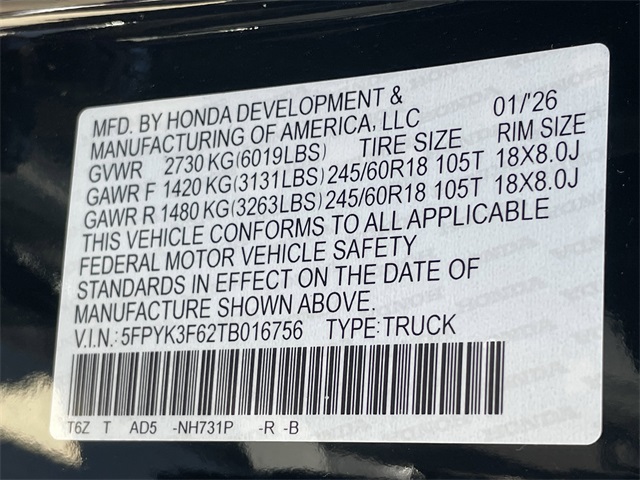 MFD. BY HONDA DEVELOPMENT & 01/'26
MANUFACTURING OF AMERICA, LLC
GVWR 2730 KG(6019LBS) TIRE SIZE RIM SIZE
GAWR F 1420 KG(3131LBS) 245/60R18 105T 18X8.0J
GAWR R 1480 KG(3263LBS) 245/60R18 105T 18X8.0J
THIS VEHICLE CONFORMS TO ALL APPLICABLE
FEDERAL MOTOR VEHICLE SAFETY
STANDARDS IN EFFECT ON THE DATE OF
MANUFACTURE SHOWN ABOVE.
V.I.N.: 5FPYK3F62TB016756 TYPE:TRUCK
T6Z T AD5 -NH731P -R -B